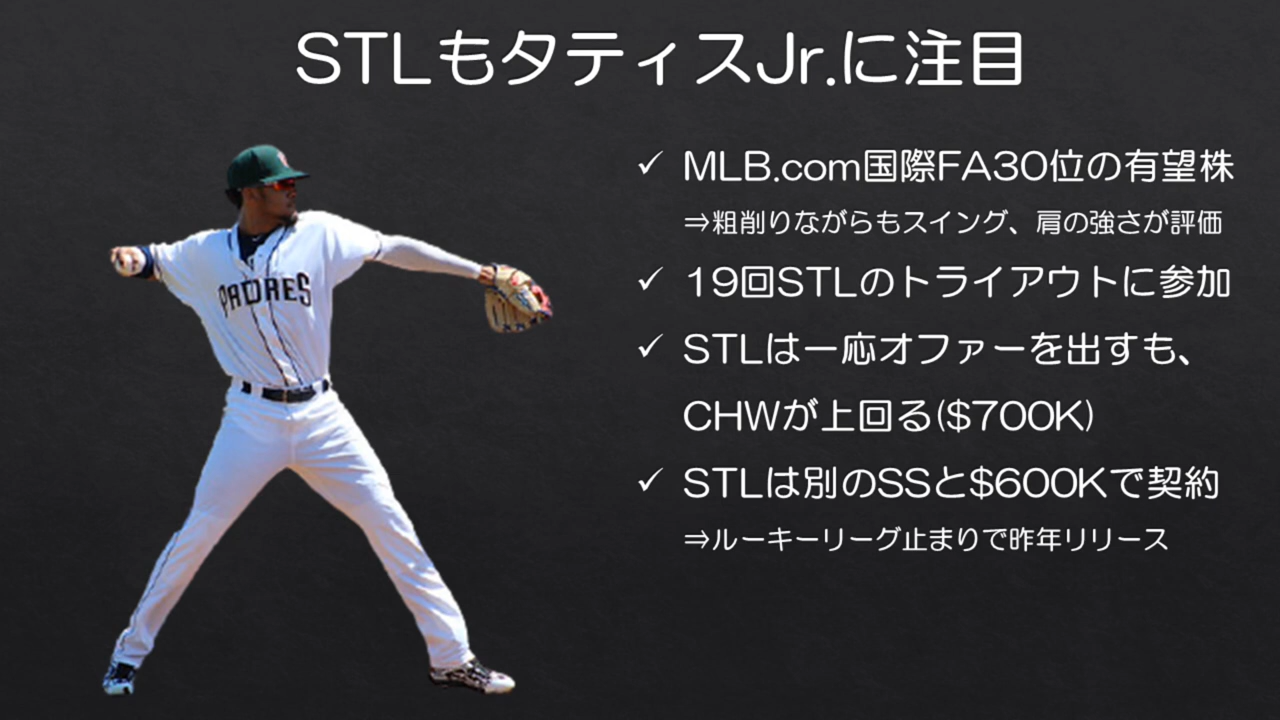 STLもタティスJr.に注目
✓ MLB.com国際FA30位の有望株
⇒粗削りながらもスイング、肩の強さが評価
✓ 19回STLのトライアウトに参加
✓ STLは一応オファーを出すも、
CHWが上回る($700K)
✓ STLは別のSSと$600Kで契約
⇒ルーキーリーグ止まりで昨年リリース
PADRES